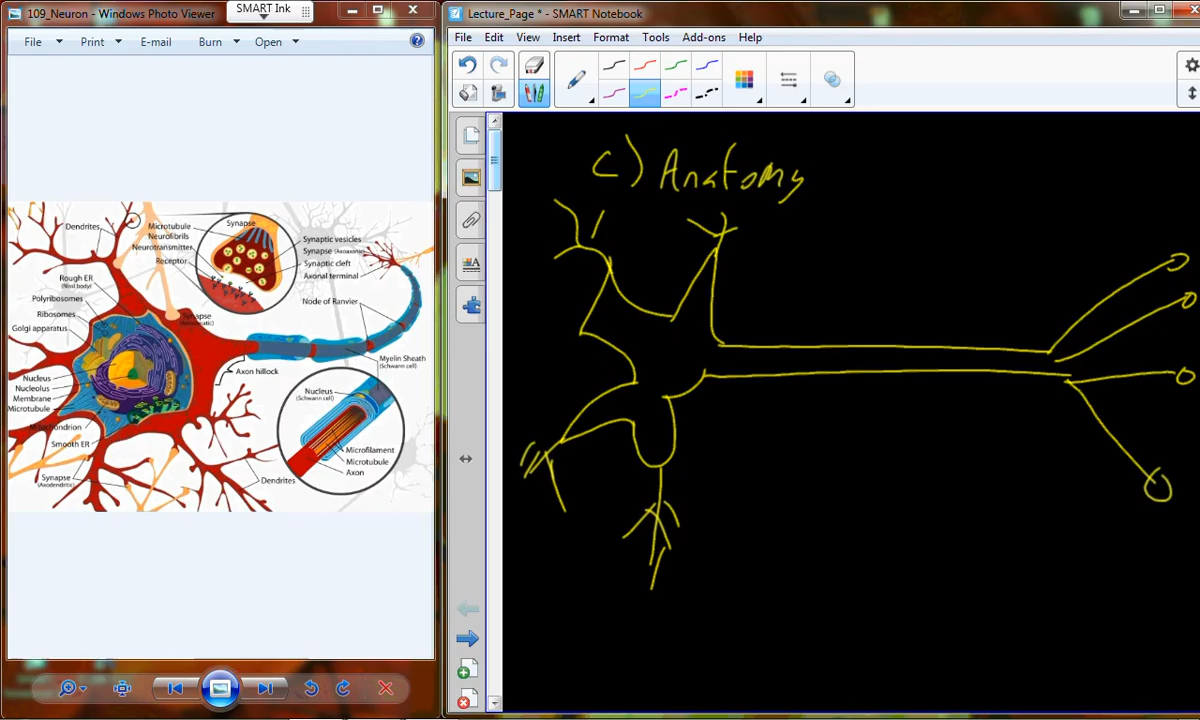 109_Neuron - Windows Photo Viewer
SMART Ink
File Print E-mail Burn Open
Dendrites
Microtubule
Neurofibrils
Neurotransmitter
Receptor
Synapse
Synaptic vesicles
Synapse (Axoaxonic)
Synaptic cleft
Axonal terminal
Rough ER
(Nissl body)
Polyribosomes
Ribosomes
Golgi apparatus
Synapse
(Axosomatic)
Node of Ranvier
Myelin Sheath
(Schwann cell)
Axon hillock
Nucleus
Nucleolus
Membrane
Microtubule
Mitochondrion
Smooth ER
Synapse
(Axodendritic)
Dendrites
Nucleus
(Schwann cell)
Microfilament
Microtubule
Axon
Lecture_Page * - SMART Notebook
File Edit View Insert Format Tools Add-ons Help
C) Anatomy